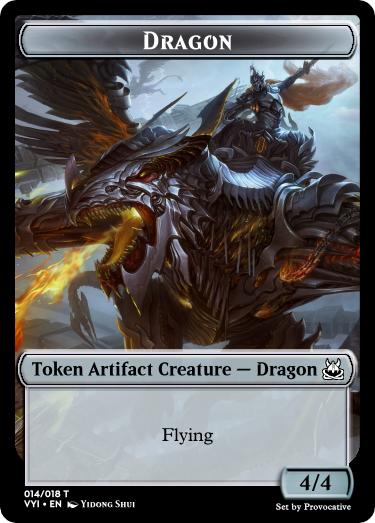 DRAGON
Token Artifact Creature — Dragon
Flying
4/4
014/018 T
VYI • EN Yidong Shui
Set by Provocative